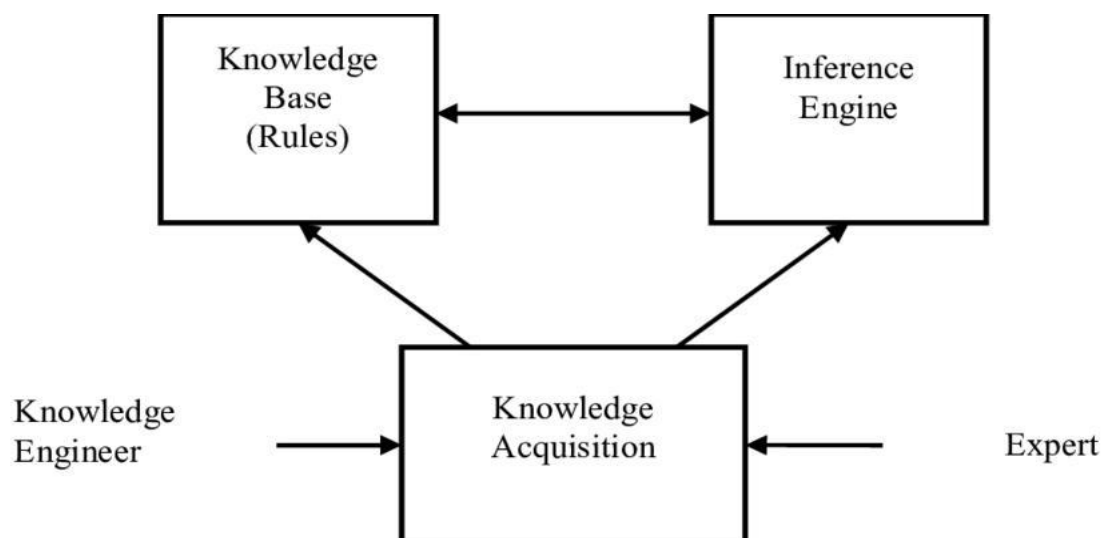 Knowledge
Base
(Rules)
Inference
Engine
Knowledge
Engineer
Knowledge
Acquisition
Expert